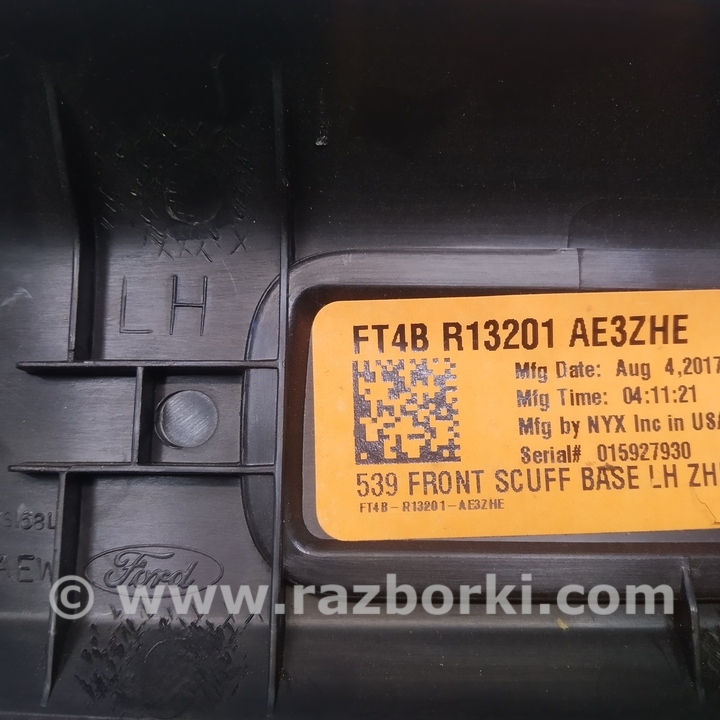 LH
FT4B R13201 AE3ZHE
Mfg Date: Aug 4,2017
Mfg Time: 04:11:21
Mfg by NYX Inc in USA
Serial# 015927930
539 FRONT SCUFF BASE LH ZH
FT4B-R13201-AE3ZHE
Ford
© www.razborki.com